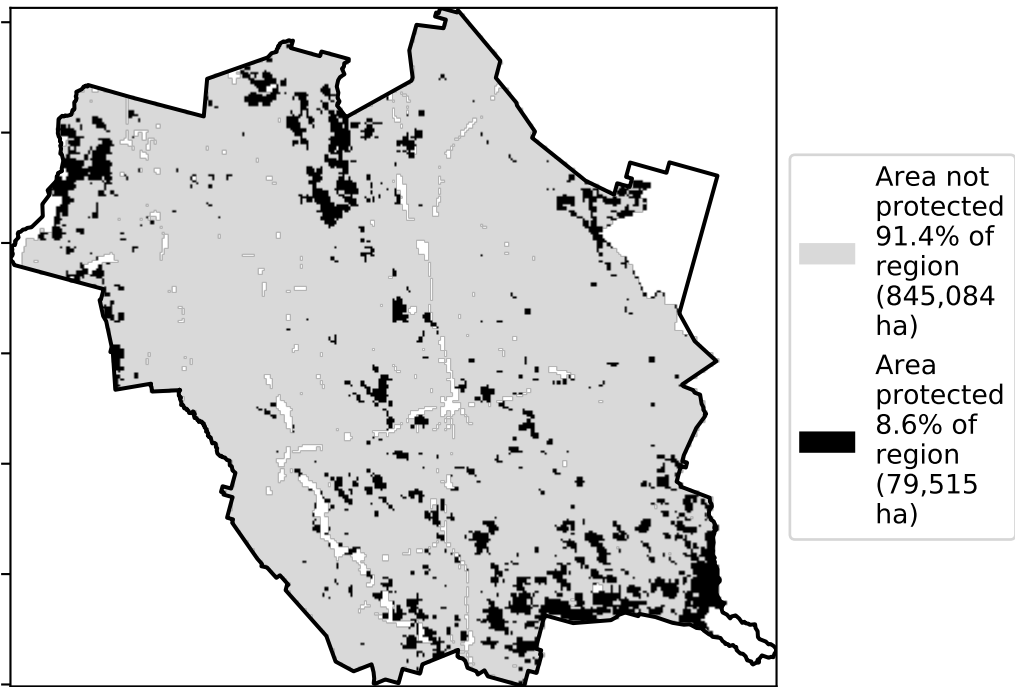 Area not
protected
91.4% of
region
(845,084
ha)
Area
protected
8.6% of
region
(79,515
ha)